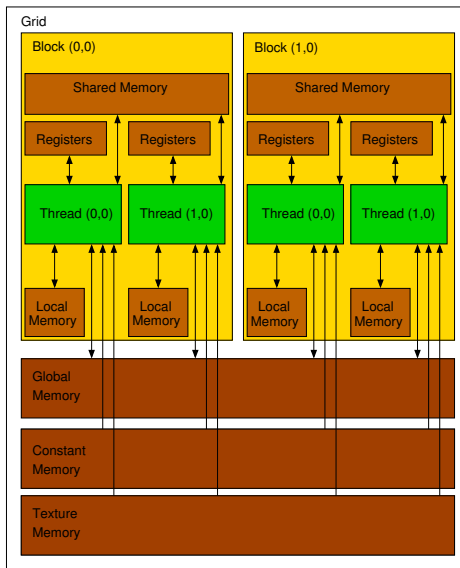 Grid
Block (0,0)
Shared Memory
Registers
Registers
Thread (0,0)
Thread (1,0)
Local
Memory
Local
Memory
Block (1,0)
Shared Memory
Registers
Registers
Thread (0,0)
Thread (1,0)
Local
Memory
Local
Memory
Global
Memory
Constant
Memory
Texture
Memory